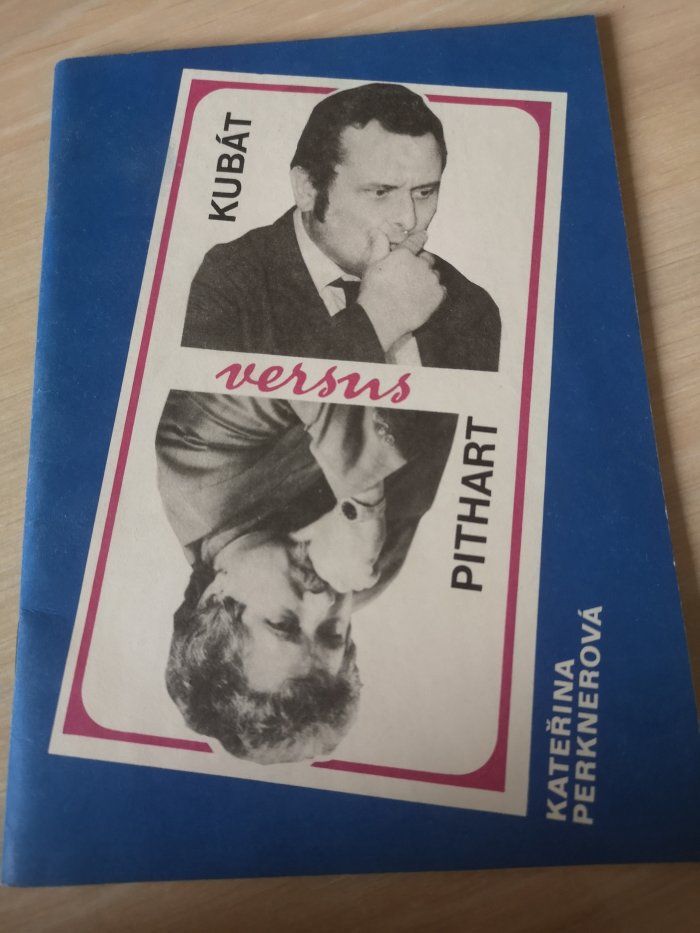 KUBÁT
versus
PITHART
KATEŘINA
PERKNEROVÁ